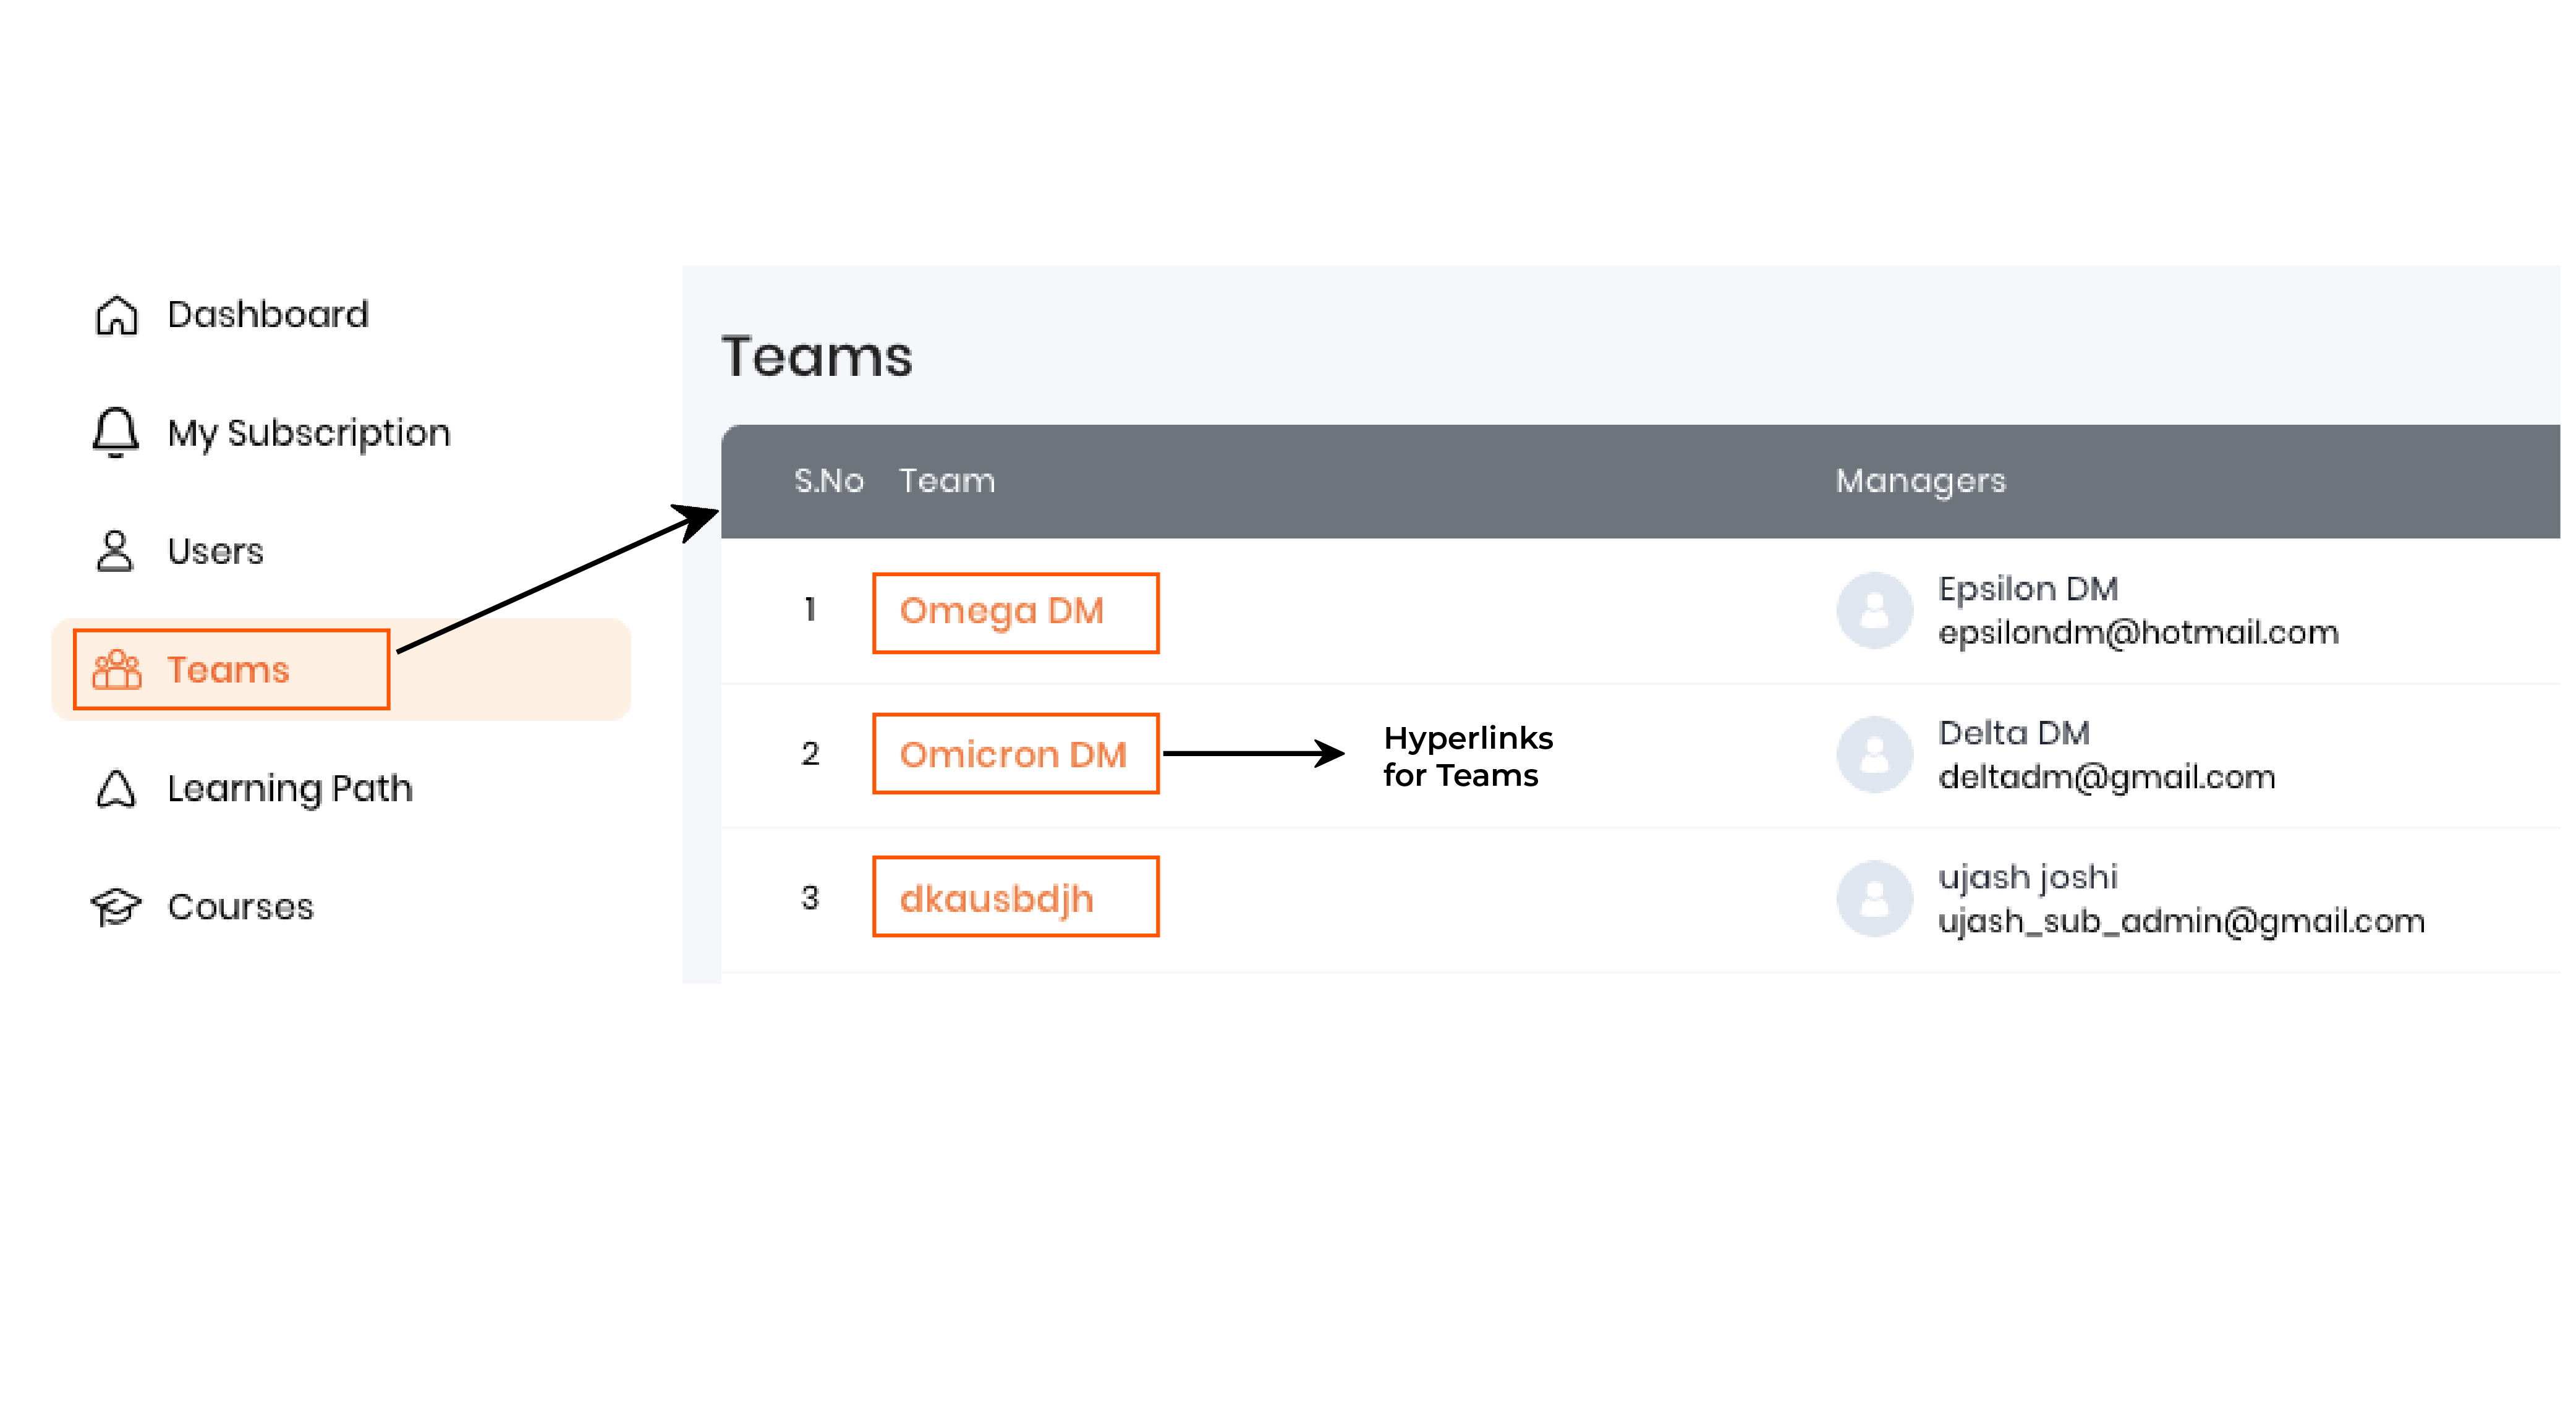 Dashboard
My Subscription
Users
Teams
Learning Path
Courses
Teams
S.No Team Managers
1 Omega DM Epsilon DM
epsilondm@hotmail.com
2 Omicron DM Hyperlinks
for Teams
Delta DM
deltadm@gmail.com
3 dkausbdjh ujash joshi
ujash_sub_admin@gmail.com